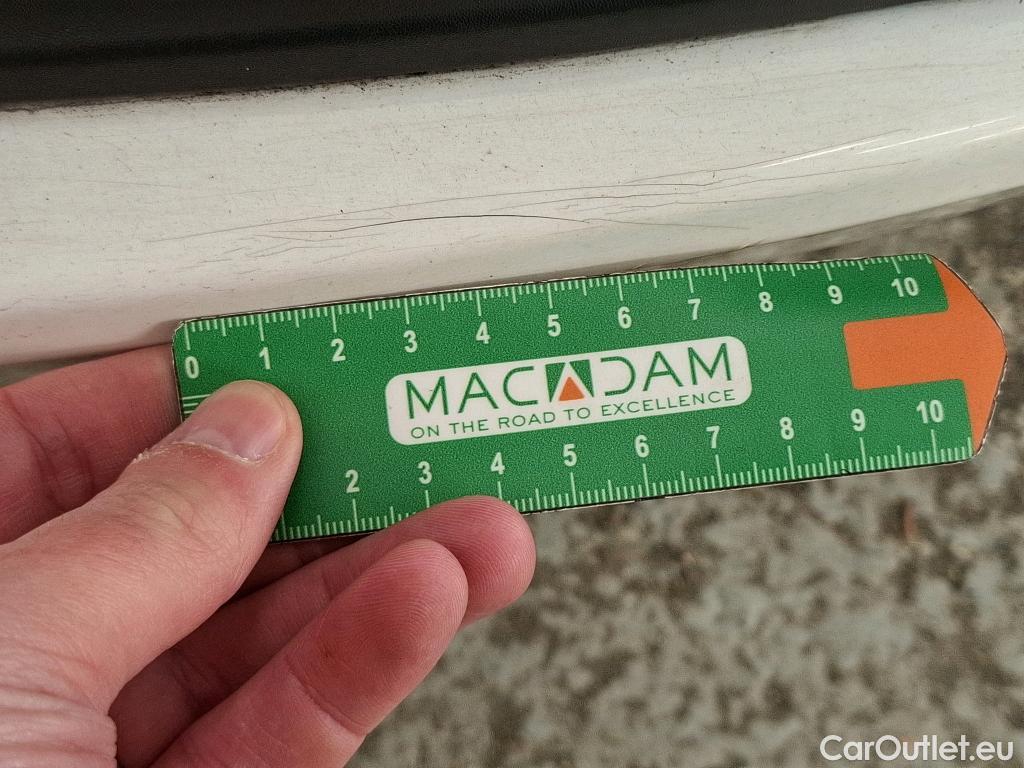 0 1 2 3 4 5 6 7 8 9 10
MACADAM
ON THE ROAD TO EXCELLENCE
2 3 4 5 6 7 8 9 10
CarOutlet.eu